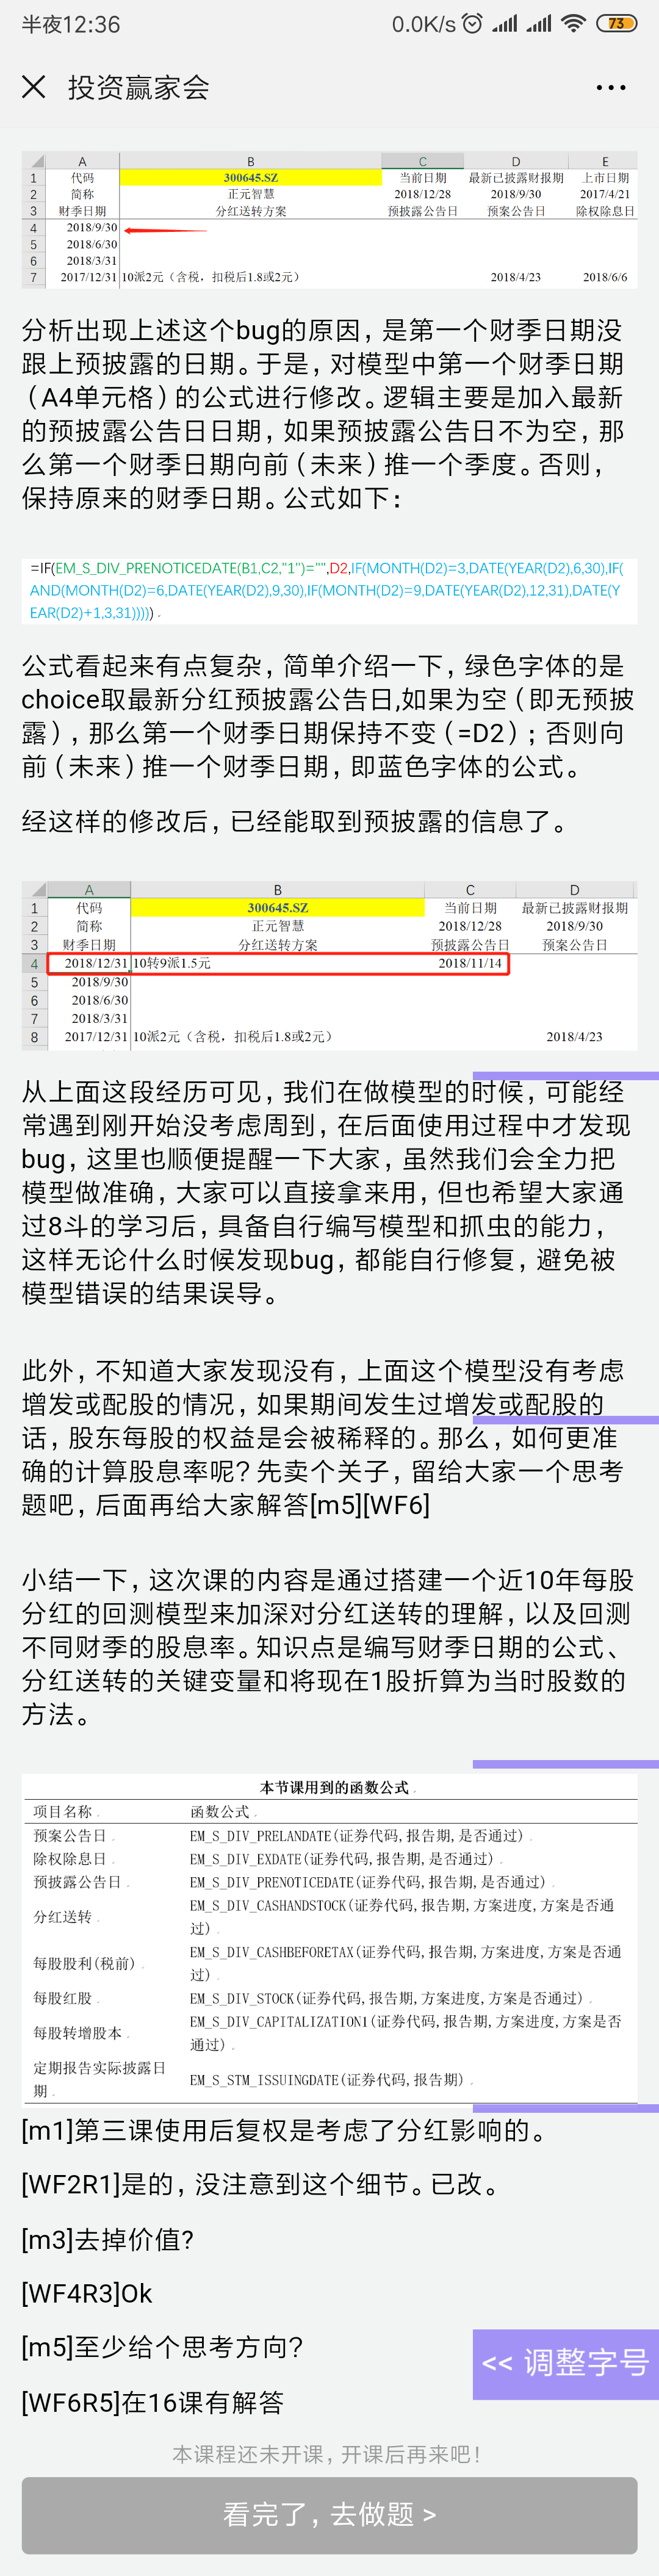 半夜12:36 0.0K/s 73
投资赢家会
A B C D E
1 代码 300645.SZ 当前日期 最新已披露财报期 上市日期
2 简称 正元智慧 2018/12/28 2018/9/30 2017/4/21
3 财季日期 分红送转方案 预披露公告日 预案公告日 除权除息日
4 2018/9/30
5 2018/6/30
6 2018/3/31
7 2017/12/31 10派2元（含税，扣税后1.8或2元） 2018/4/23 2018/6/6
分析出现上述这个bug的原因，是第一个财季日期没
跟上预披露的日期。于是，对模型中第一个财季日期
（A4单元格）的公式进行修改。逻辑主要是加入最新
的预披露公告日日期，如果预披露公告日不为空，那
么第一个财季日期向前（未来）推一个季度。否则，
保持原来的财季日期。公式如下：
=IF(EM_S_DIV_PRENOTICEDATE(B1,C2,"1")="",D2,IF(MONTH(D2)=3,DATE(YEAR(D2),6,30),IF(
AND(MONTH(D2)=6,DATE(YEAR(D2),9,30),IF(MONTH(D2)=9,DATE(YEAR(D2),12,31),DATE(Y
EAR(D2)+1,3,31)))))
公式看起来有点复杂，简单介绍一下，绿色字体的是
choice取最新分红预披露公告日,如果为空（即无预披
露），那么第一个财季日期保持不变（=D2）；否则向
前（未来）推一个财季日期，即蓝色字体的公式。
经这样的修改后，已经能取到预披露的信息了。
A B C D
1 代码 300645.SZ 当前日期 最新已披露财报期
2 简称 正元智慧 2018/12/28 2018/9/30
3 财季日期 分红送转方案 预披露公告日 预案公告日
4 2018/12/31 10转9派1.5元 2018/11/14
5 2018/9/30
6 2018/6/30
7 2018/3/31
8 2017/12/31 10派2元（含税，扣税后1.8或2元） 2018/4/23
从上面这段经历可见，我们在做模型的时候，可能经
常遇到刚开始没考虑周到，在后面使用过程中才发现
bug，这里也顺便提醒一下大家，虽然我们会全力把
模型做准确，大家可以直接拿来用，但也希望大家通
过8斗的学习后，具备自行编写模型和抓虫的能力，
这样无论什么时候发现bug，都能自行修复，避免被
模型错误的结果误导。
此外，不知道大家发现没有，上面这个模型没有考虑
增发或配股的情况，如果期间发生过增发或配股的
话，股东每股的权益是会被稀释的。那么，如何更准
确的计算股息率呢？先卖个关子，留给大家一个思考
题吧，后面再给大家解答[m5][WF6]
小结一下，这次课的内容是通过搭建一个近10年每股
分红的回测模型来加深对分红送转的理解，以及回测
不同财季的股息率。知识点是编写财季日期的公式、
分红送转的关键变量和将现在1股折算为当时股数的
方法。
本节课用到的函数公式
项目名称 函数公式
预案公告日 EM_S_DIV_PRELANDATE(证券代码,报告期,是否通过)
除权除息日 EM_S_DIV_EXDATE(证券代码,报告期,是否通过)
预披露公告日 EM_S_DIV_PRENOTICEDATE(证券代码,报告期,是否通过)
分红送转 EM_S_DIV_CASHANDSTOCK(证券代码,报告期,方案进度,方案是否通
过)
每股股利(税前) EM_S_DIV_CASHBEFORETAX(证券代码,报告期,方案进度,方案是否通
过)
每股红股 EM_S_DIV_STOCK(证券代码,报告期,方案进度,方案是否通过)
每股转增股本 EM_S_DIV_CAPITALIZATION1(证券代码,报告期,方案进度,方案是否
通过)
定期报告实际披露日
期 EM_S_STM_ISSUINGDATE(证券代码,报告期)
[m1]第三课使用后复权是考虑了分红影响的。
[WF2R1]是的，没注意到这个细节。已改。
[m3]去掉价值？
[WF4R3]Ok
[m5]至少给个思考方向？
<< 调整字号
[WF6R5]在16课有解答
本课程还未开课，开课后再来吧！
看完了，去做题 >